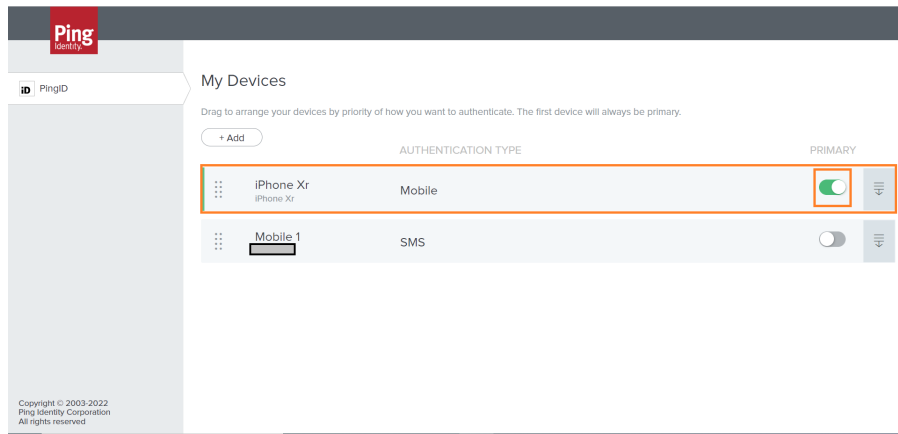 Ping
Identity.
iD PingID
My Devices
Drag to arrange your devices by priority of how you want to authenticate. The first device will always be primary.
+ Add
AUTHENTICATION TYPE PRIMARY
iPhone Xr
iPhone Xr
Mobile
Mobile 1
SMS
Copyright © 2003-2022
Ping Identity Corporation
All rights reserved